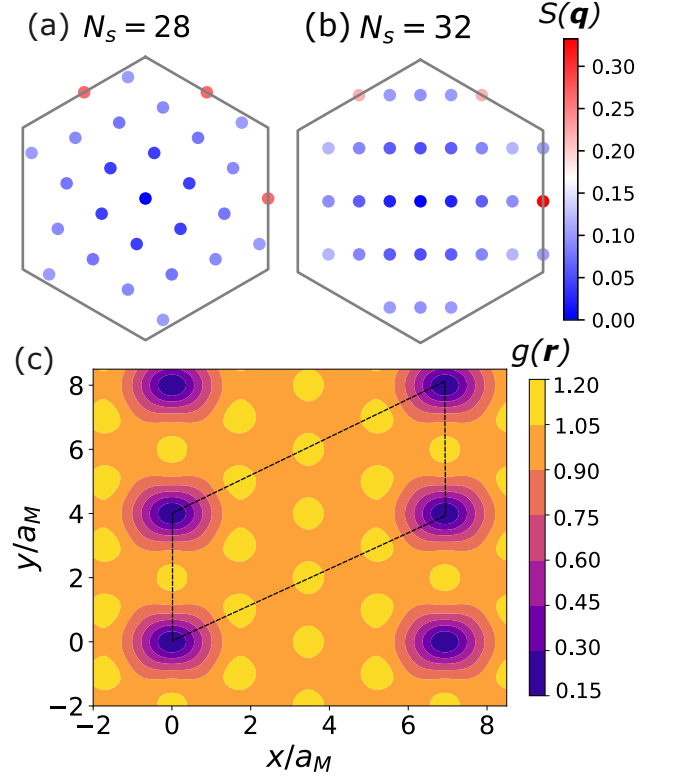 (a) N_s = 28
(b) N_s = 32
S(q)
0.30
0.25
0.20
0.15
0.10
0.05
0.00
(c)
g(r)
8
6
4
2
0
−2
y/a_M
−2 0 2 4 6 8
x/a_M
1.20
1.05
0.90
0.75
0.60
0.45
0.30
0.15